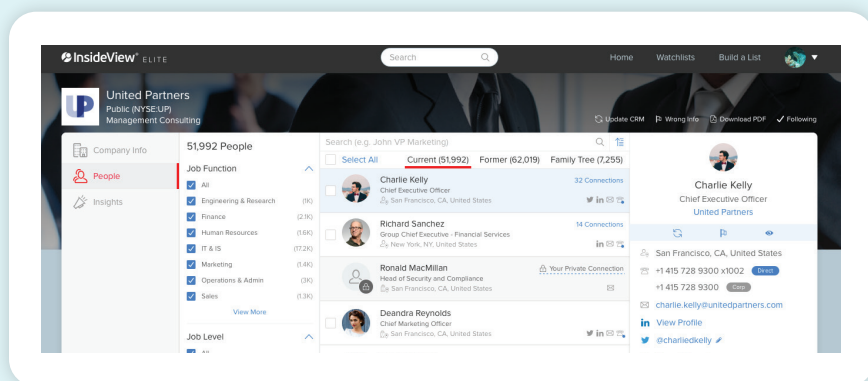 InsideView® ELITE
Search
Home Watchlists Build a List
UP
United Partners
Public (NYSE:UP)
Management Consulting
Update CRM Wrong Info Download PDF Following
Company Info
People
Insights
51,992 People
Job Function
All
Engineering & Research (1K)
Finance (2.1K)
Human Resources (1.6K)
IT & IS (17.2K)
Marketing (1.4K)
Operations & Admin (3K)
Sales (1.3K)
View More
Job Level
All
Search (e.g. John VP Marketing)
Select All Current (51,992) Former (62,019) Family Tree (7,255)
Charlie Kelly 32 Connections
Chief Executive Officer
San Francisco, CA, United States
Richard Sanchez 14 Connections
Group Chief Executive - Financial Services
New York, NY, United States
Ronald MacMillan Your Private Connection
Head of Security and Compliance
San Francisco, CA, United States
Deandra Reynolds
Chief Marketing Officer
San Francisco, CA, United States
Charlie Kelly
Chief Executive Officer
United Partners
San Francisco, CA, United States
+1 415 728 9300 x1002 Direct
+1 415 728 9300 Corp
charlie.kelly@unitedpartners.com
in View Profile
@charliedkelly